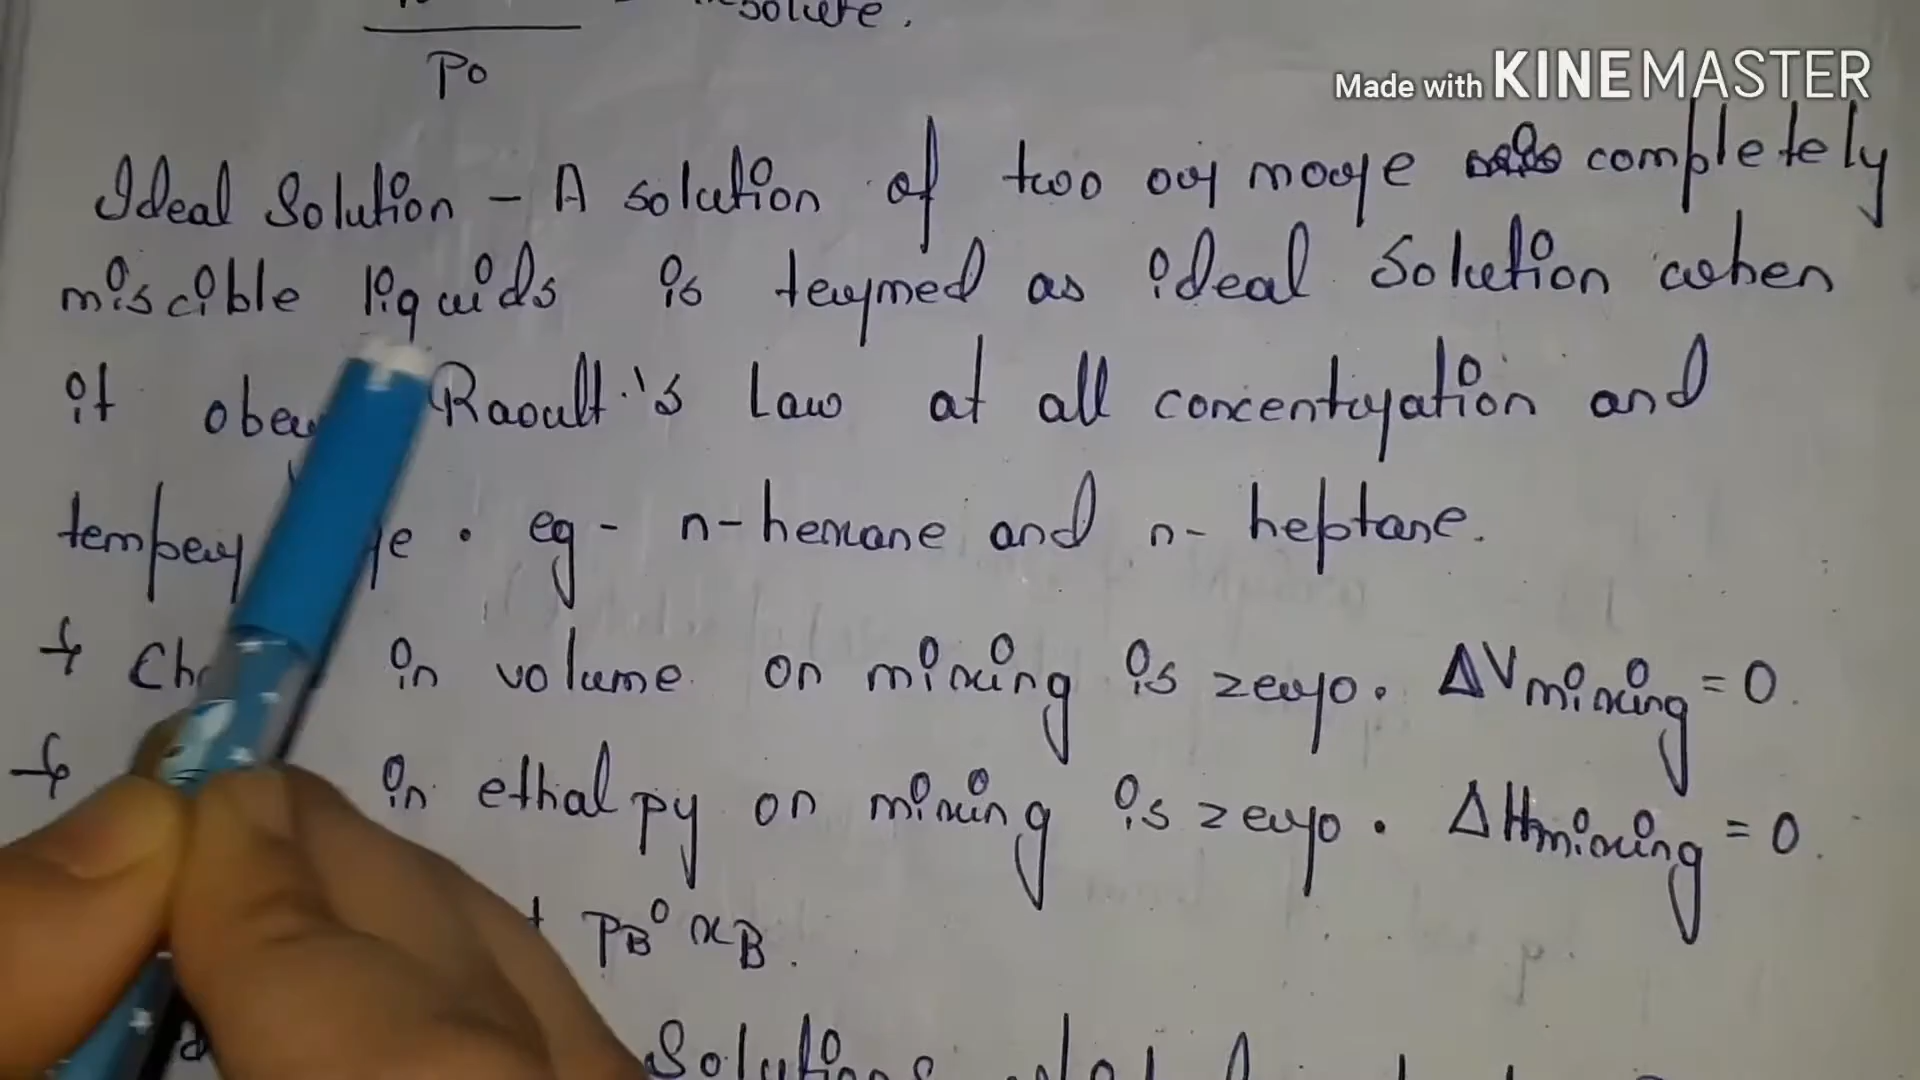 Po
Made with KINEMASTER
Ideal Solution - A solution of two or more completely
miscible liquids is termed as ideal Solution when
it Raoult's Law at all concentration and
eg - n-hexane and n- heptane.
in volume on mixing is zero. ΔVmixing = 0.
in ethalpy on mixing is zero. ΔHmixing = 0.
+ PB° xB.
Solutions